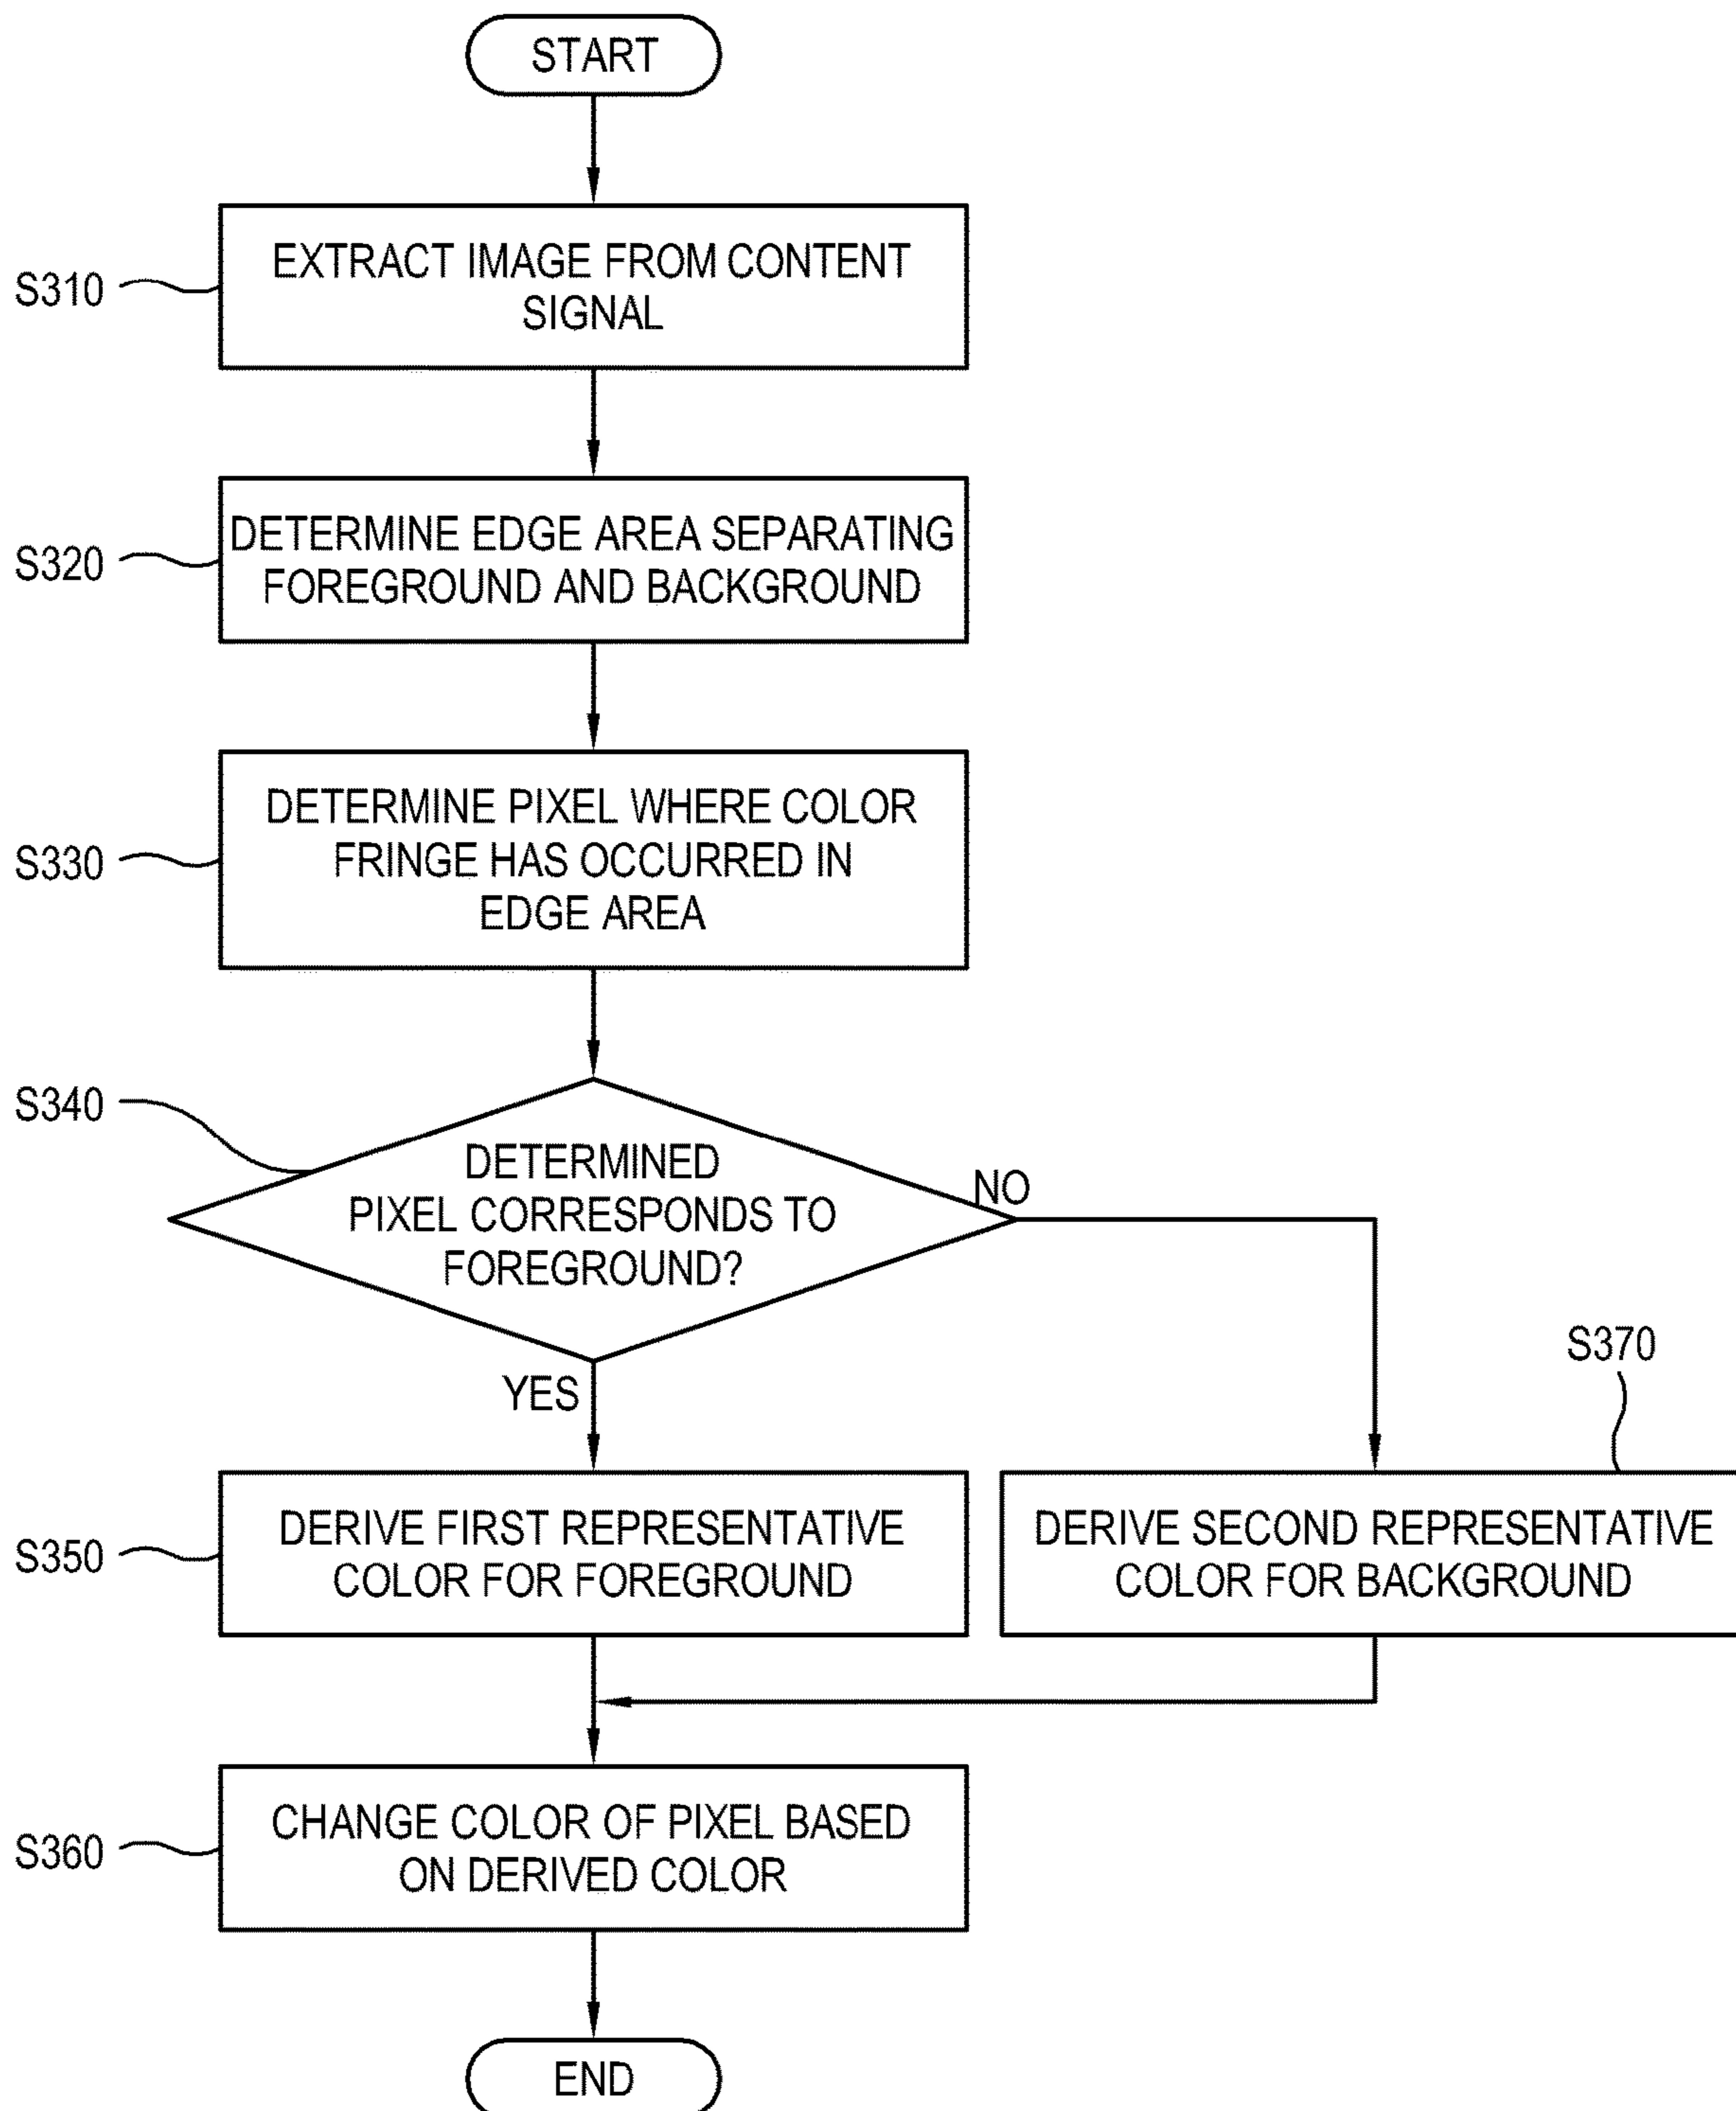 START
S310
EXTRACT IMAGE FROM CONTENT
SIGNAL
S320
DETERMINE EDGE AREA SEPARATING
FOREGROUND AND BACKGROUND
S330
DETERMINE PIXEL WHERE COLOR
FRINGE HAS OCCURRED IN
EDGE AREA
S340
DETERMINED
PIXEL CORRESPONDS TO
FOREGROUND?
NO
YES
S350
DERIVE FIRST REPRESENTATIVE
COLOR FOR FOREGROUND
S370
DERIVE SECOND REPRESENTATIVE
COLOR FOR BACKGROUND
S360
CHANGE COLOR OF PIXEL BASED
ON DERIVED COLOR
END